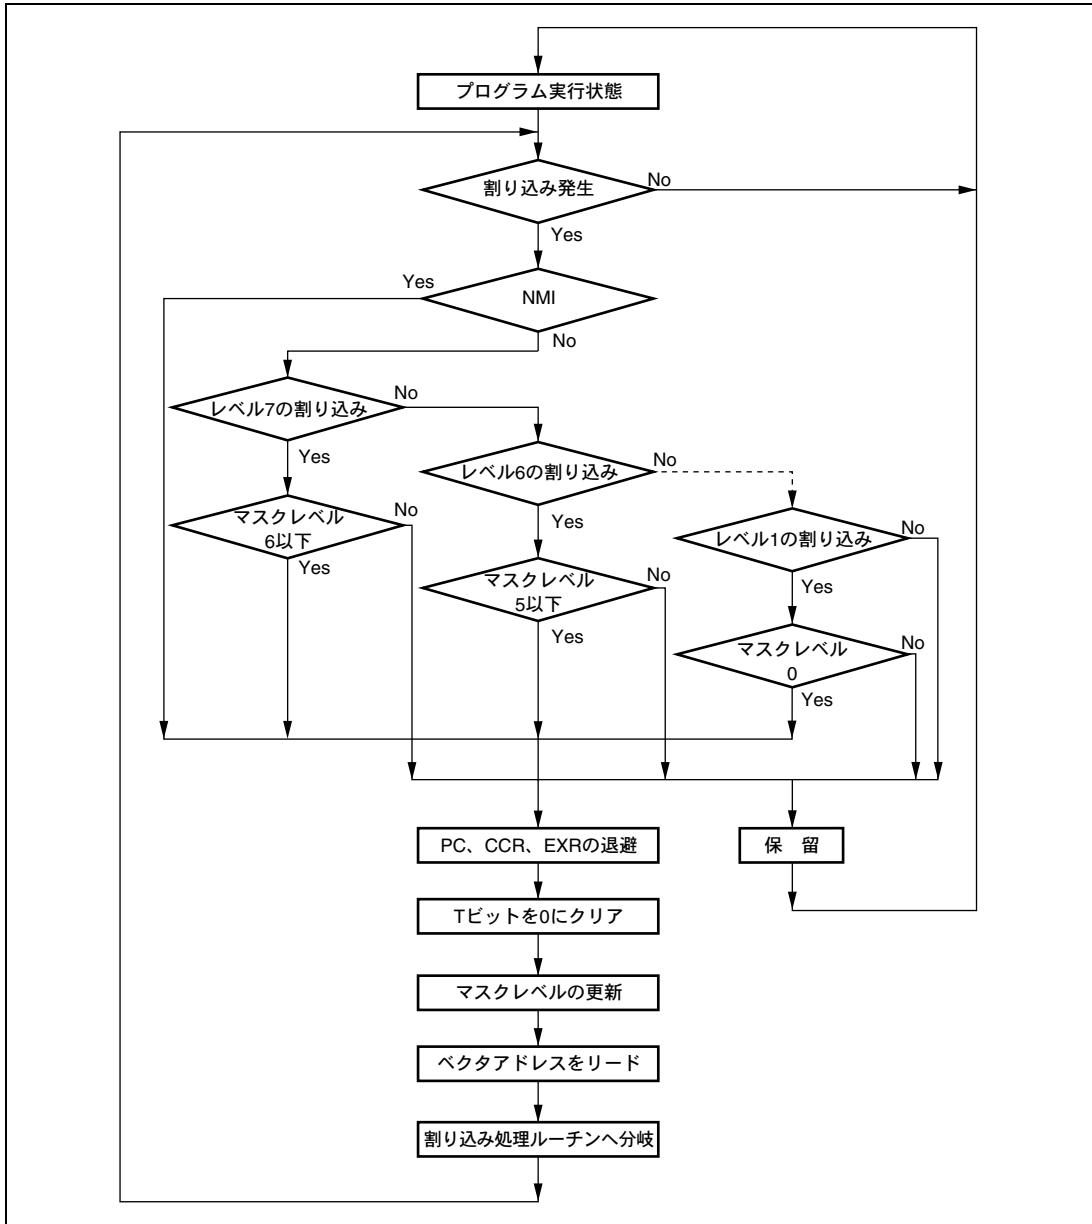 プログラム実行状態
割り込み発生
No
Yes
Yes
NMI
No
レベル7の割り込み
No
Yes
レベル6の割り込み
No
Yes
マスクレベル
6以下
No
Yes
レベル1の割り込み
No
Yes
マスクレベル
5以下
No
Yes
マスクレベル
0
No
Yes
PC、CCR、EXRの退避
保　留
Tビットを0にクリア
マスクレベルの更新
ベクタアドレスをリード
割り込み処理ルーチンへ分岐